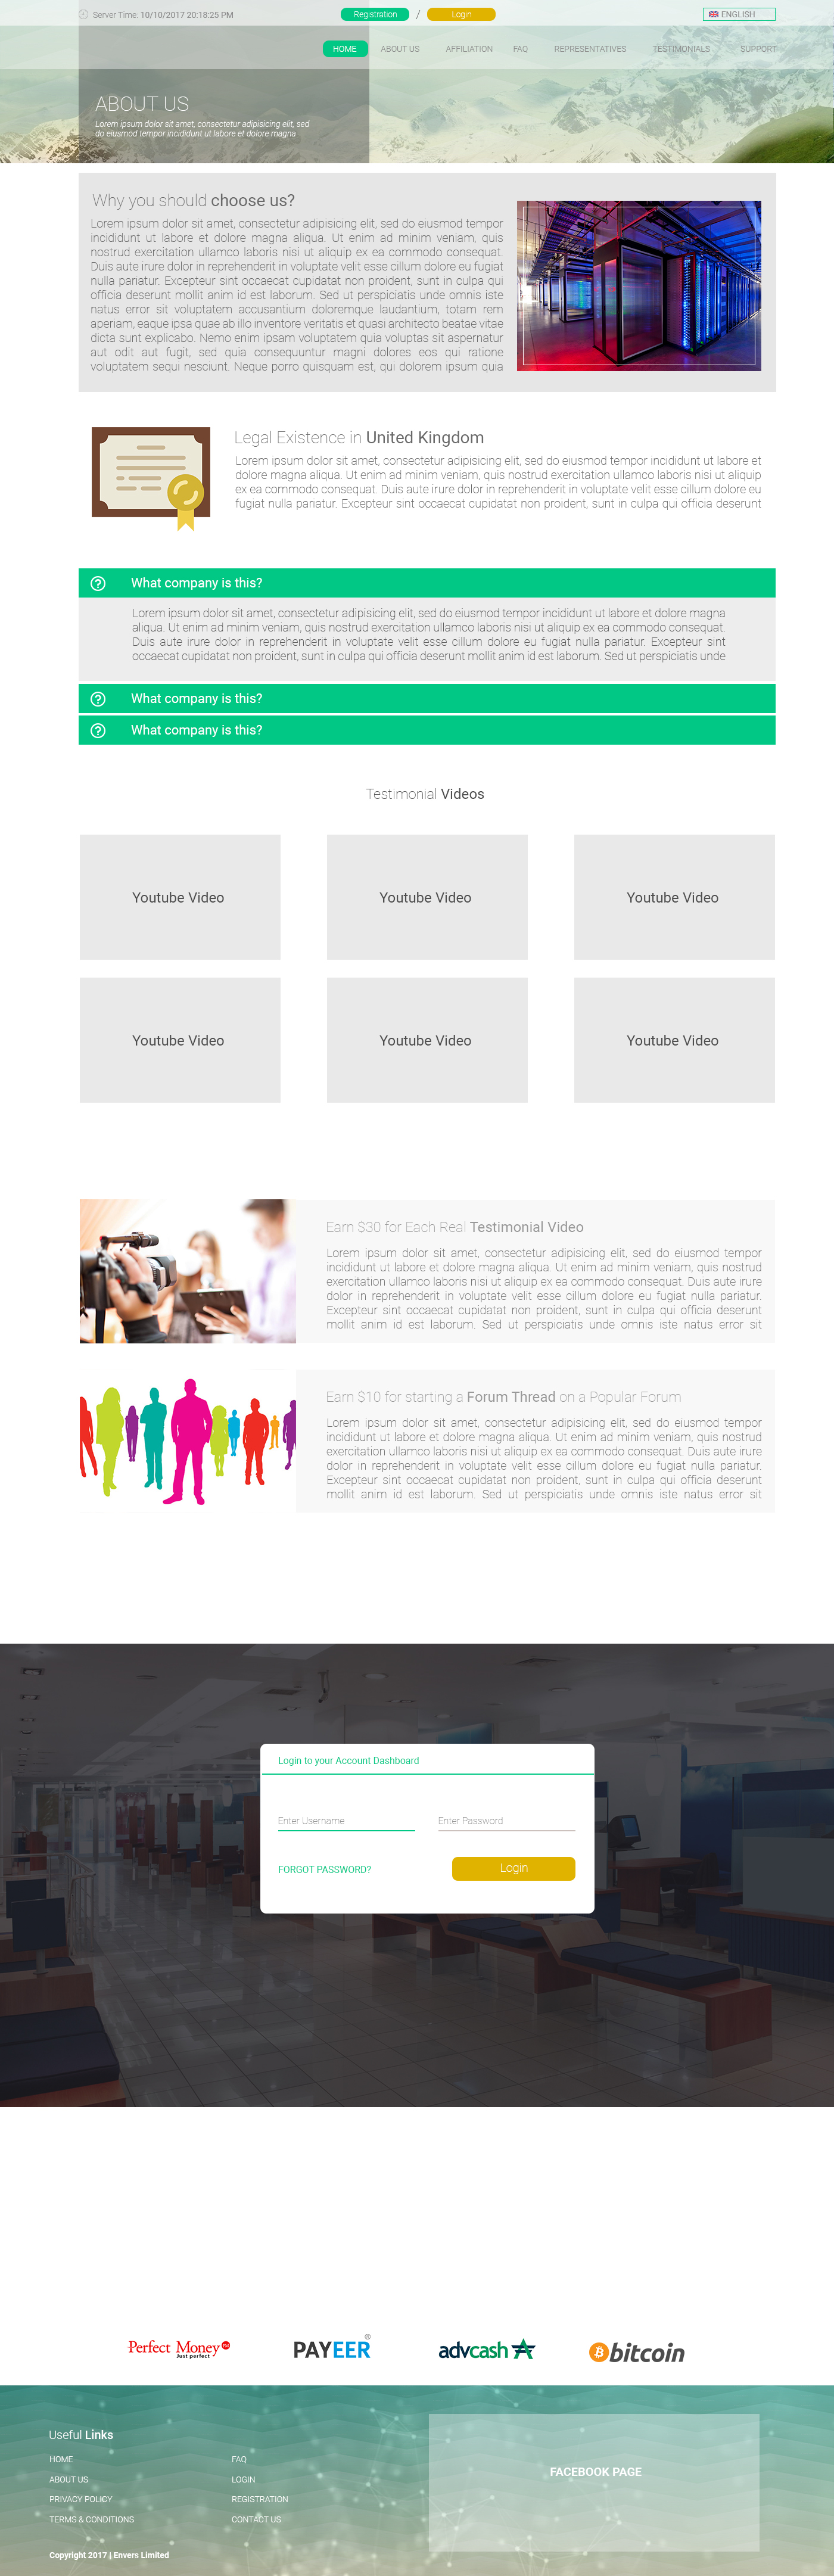 Server Time: 10/10/2017 20:18:25 PM
Registration / Login
ENGLISH
HOME ABOUT US AFFILIATION FAQ REPRESENTATIVES TESTIMONIALS SUPPORT
ABOUT US
Lorem ipsum dolor sit amet, consectetur adipisicing elit, sed
do eiusmod tempor incididunt ut labore et dolore magna
Why you should choose us?
Lorem ipsum dolor sit amet, consectetur adipisicing elit, sed do eiusmod tempor
incididunt ut labore et dolore magna aliqua. Ut enim ad minim veniam, quis
nostrud exercitation ullamco laboris nisi ut aliquip ex ea commodo consequat.
Duis aute irure dolor in reprehenderit in voluptate velit esse cillum dolore eu fugiat
nulla pariatur. Excepteur sint occaecat cupidatat non proident, sunt in culpa qui
officia deserunt mollit anim id est laborum. Sed ut perspiciatis unde omnis iste
natus error sit voluptatem accusantium doloremque laudantium, totam rem
aperiam, eaque ipsa quae ab illo inventore veritatis et quasi architecto beatae vitae
dicta sunt explicabo. Nemo enim ipsam voluptatem quia voluptas sit aspernatur
aut odit aut fugit, sed quia consequuntur magni dolores eos qui ratione
voluptatem sequi nesciunt. Neque porro quisquam est, qui dolorem ipsum quia
Legal Existence in United Kingdom
Lorem ipsum dolor sit amet, consectetur adipisicing elit, sed do eiusmod tempor incididunt ut labore et
dolore magna aliqua. Ut enim ad minim veniam, quis nostrud exercitation ullamco laboris nisi ut aliquip
ex ea commodo consequat. Duis aute irure dolor in reprehenderit in voluptate velit esse cillum dolore eu
fugiat nulla pariatur. Excepteur sint occaecat cupidatat non proident, sunt in culpa qui officia deserunt
What company is this?
Lorem ipsum dolor sit amet, consectetur adipisicing elit, sed do eiusmod tempor incididunt ut labore et dolore magna
aliqua. Ut enim ad minim veniam, quis nostrud exercitation ullamco laboris nisi ut aliquip ex ea commodo consequat.
Duis aute irure dolor in reprehenderit in voluptate velit esse cillum dolore eu fugiat nulla pariatur. Excepteur sint
occaecat cupidatat non proident, sunt in culpa qui officia deserunt mollit anim id est laborum. Sed ut perspiciatis unde
What company is this?
What company is this?
Testimonial Videos
Youtube Video Youtube Video Youtube Video
Youtube Video Youtube Video Youtube Video
Earn $30 for Each Real Testimonial Video
Lorem ipsum dolor sit amet, consectetur adipisicing elit, sed do eiusmod tempor
incididunt ut labore et dolore magna aliqua. Ut enim ad minim veniam, quis nostrud
exercitation ullamco laboris nisi ut aliquip ex ea commodo consequat. Duis aute irure
dolor in reprehenderit in voluptate velit esse cillum dolore eu fugiat nulla pariatur.
Excepteur sint occaecat cupidatat non proident, sunt in culpa qui officia deserunt
mollit anim id est laborum. Sed ut perspiciatis unde omnis iste natus error sit
Earn $10 for starting a Forum Thread on a Popular Forum
Lorem ipsum dolor sit amet, consectetur adipisicing elit, sed do eiusmod tempor
incididunt ut labore et dolore magna aliqua. Ut enim ad minim veniam, quis nostrud
exercitation ullamco laboris nisi ut aliquip ex ea commodo consequat. Duis aute irure
dolor in reprehenderit in voluptate velit esse cillum dolore eu fugiat nulla pariatur.
Excepteur sint occaecat cupidatat non proident, sunt in culpa qui officia deserunt
mollit anim id est laborum. Sed ut perspiciatis unde omnis iste natus error sit
Login to your Account Dashboard
Enter Username Enter Password
FORGOT PASSWORD? Login
Perfect Money PM
Just perfect
PAYEER®
advcash
bitcoin
Useful Links
HOME FAQ
ABOUT US LOGIN
PRIVACY POLICY REGISTRATION
TERMS & CONDITIONS CONTACT US
FACEBOOK PAGE
Copyright 2017 | Envers Limited